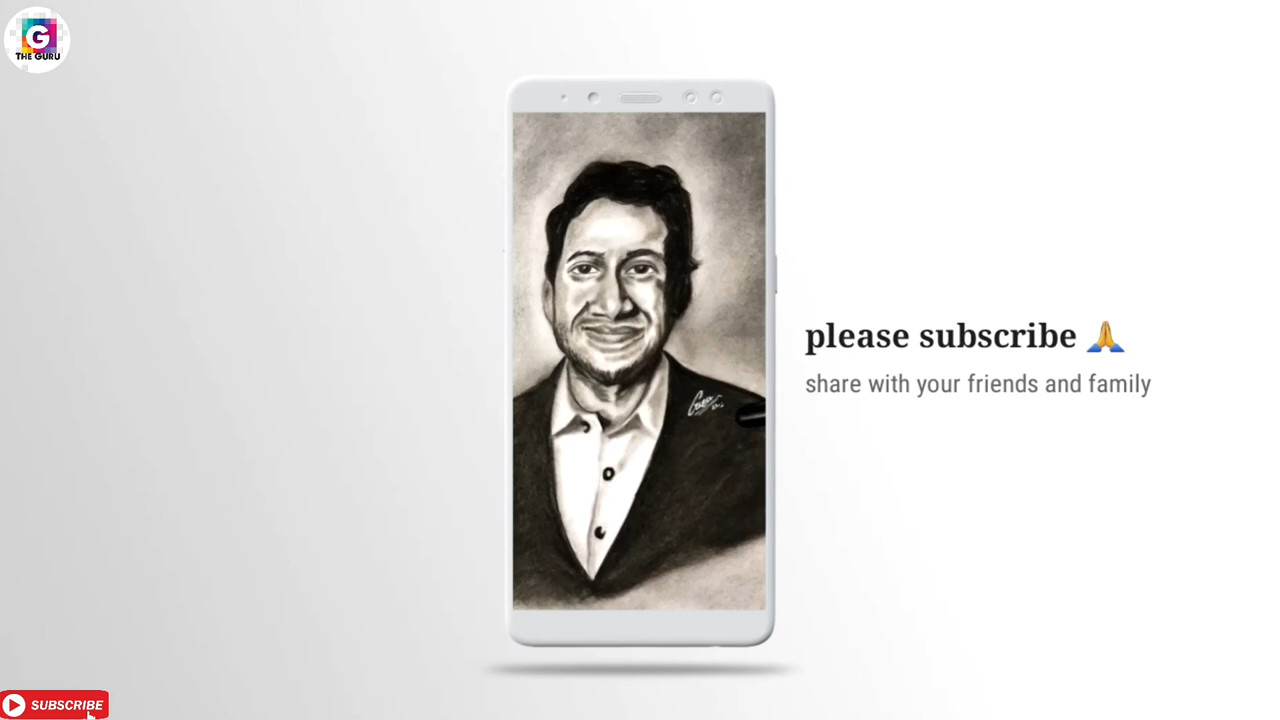 G
THE GURU
please subscribe 🙏
share with your friends and family
SUBSCRIBE